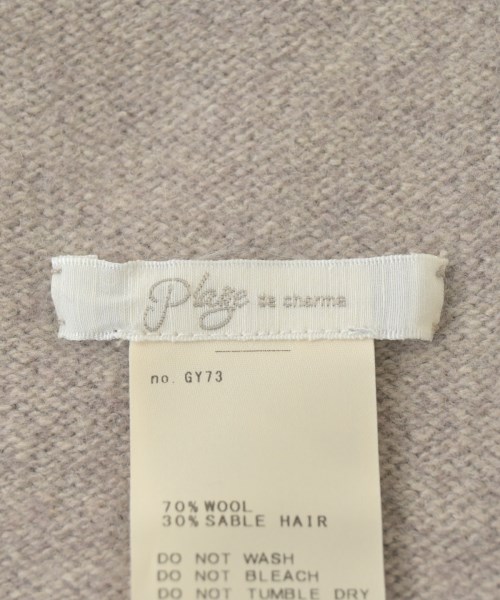 Plage de charme
no. GY73
70% WOOL
30% SABLE HAIR
DO NOT WASH
DO NOT BLEACH
DO NOT TUMBLE DRY